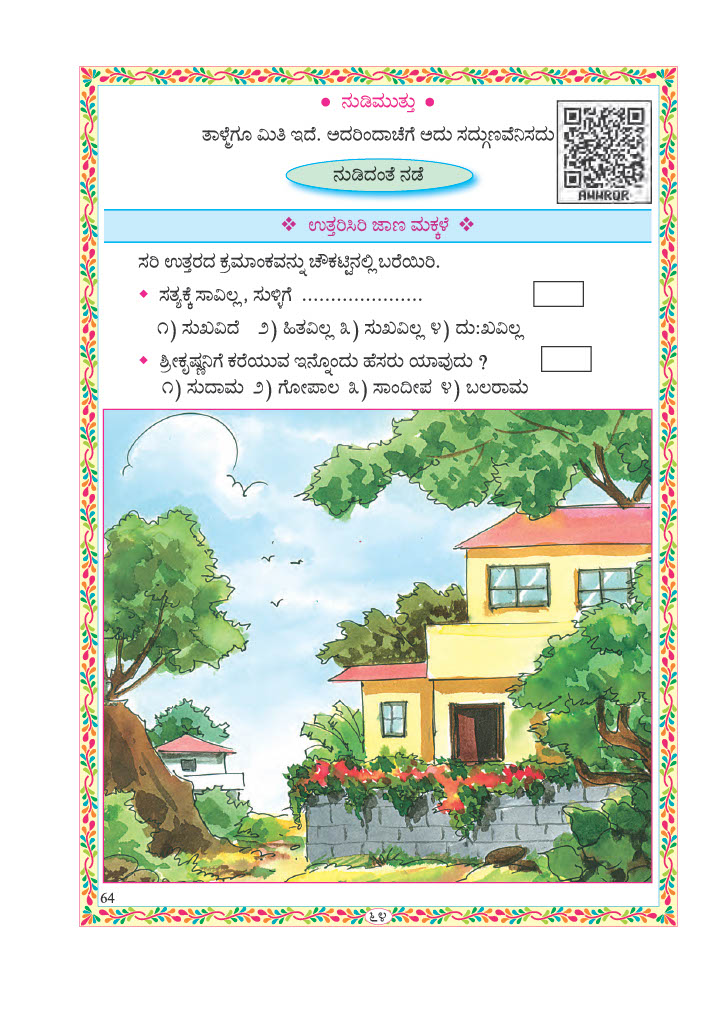 ● ನುಡಿಮುತ್ತು ●
ತಾಳ್ಮೆಗೂ ಮಿತಿ ಇದೆ. ಅದರಿಂದಾಚೆಗೆ ಅದು ಸದ್ಗುಣವೆನಿಸದು
AWWRQR
ನುಡಿದಂತೆ ನಡೆ
❖ ಉತ್ತರಿಸಿರಿ ಜಾಣ ಮಕ್ಕಳೆ ❖
ಸರಿ ಉತ್ತರದ ಕ್ರಮಾಂಕವನ್ನು ಚೌಕಟ್ಟಿನಲ್ಲಿ ಬರೆಯಿರಿ.
ಸತ್ಯಕ್ಕೆ ಸಾವಿಲ್ಲ , ಸುಳ್ಳಿಗೆ .....................
೧) ಸುಖವಿದೆ ೨) ಹಿತವಿಲ್ಲ ೩) ಸುಖವಿಲ್ಲ ೪) ದು:ಖವಿಲ್ಲ
ಶ್ರೀಕೃಷ್ಣನಿಗೆ ಕರೆಯುವ ಇನ್ನೊಂದು ಹೆಸರು ಯಾವುದು ?
೧) ಸುದಾಮ ೨) ಗೋಪಾಲ ೩) ಸಾಂದೀಪ ೪) ಬಲರಾಮ
64
೬೪